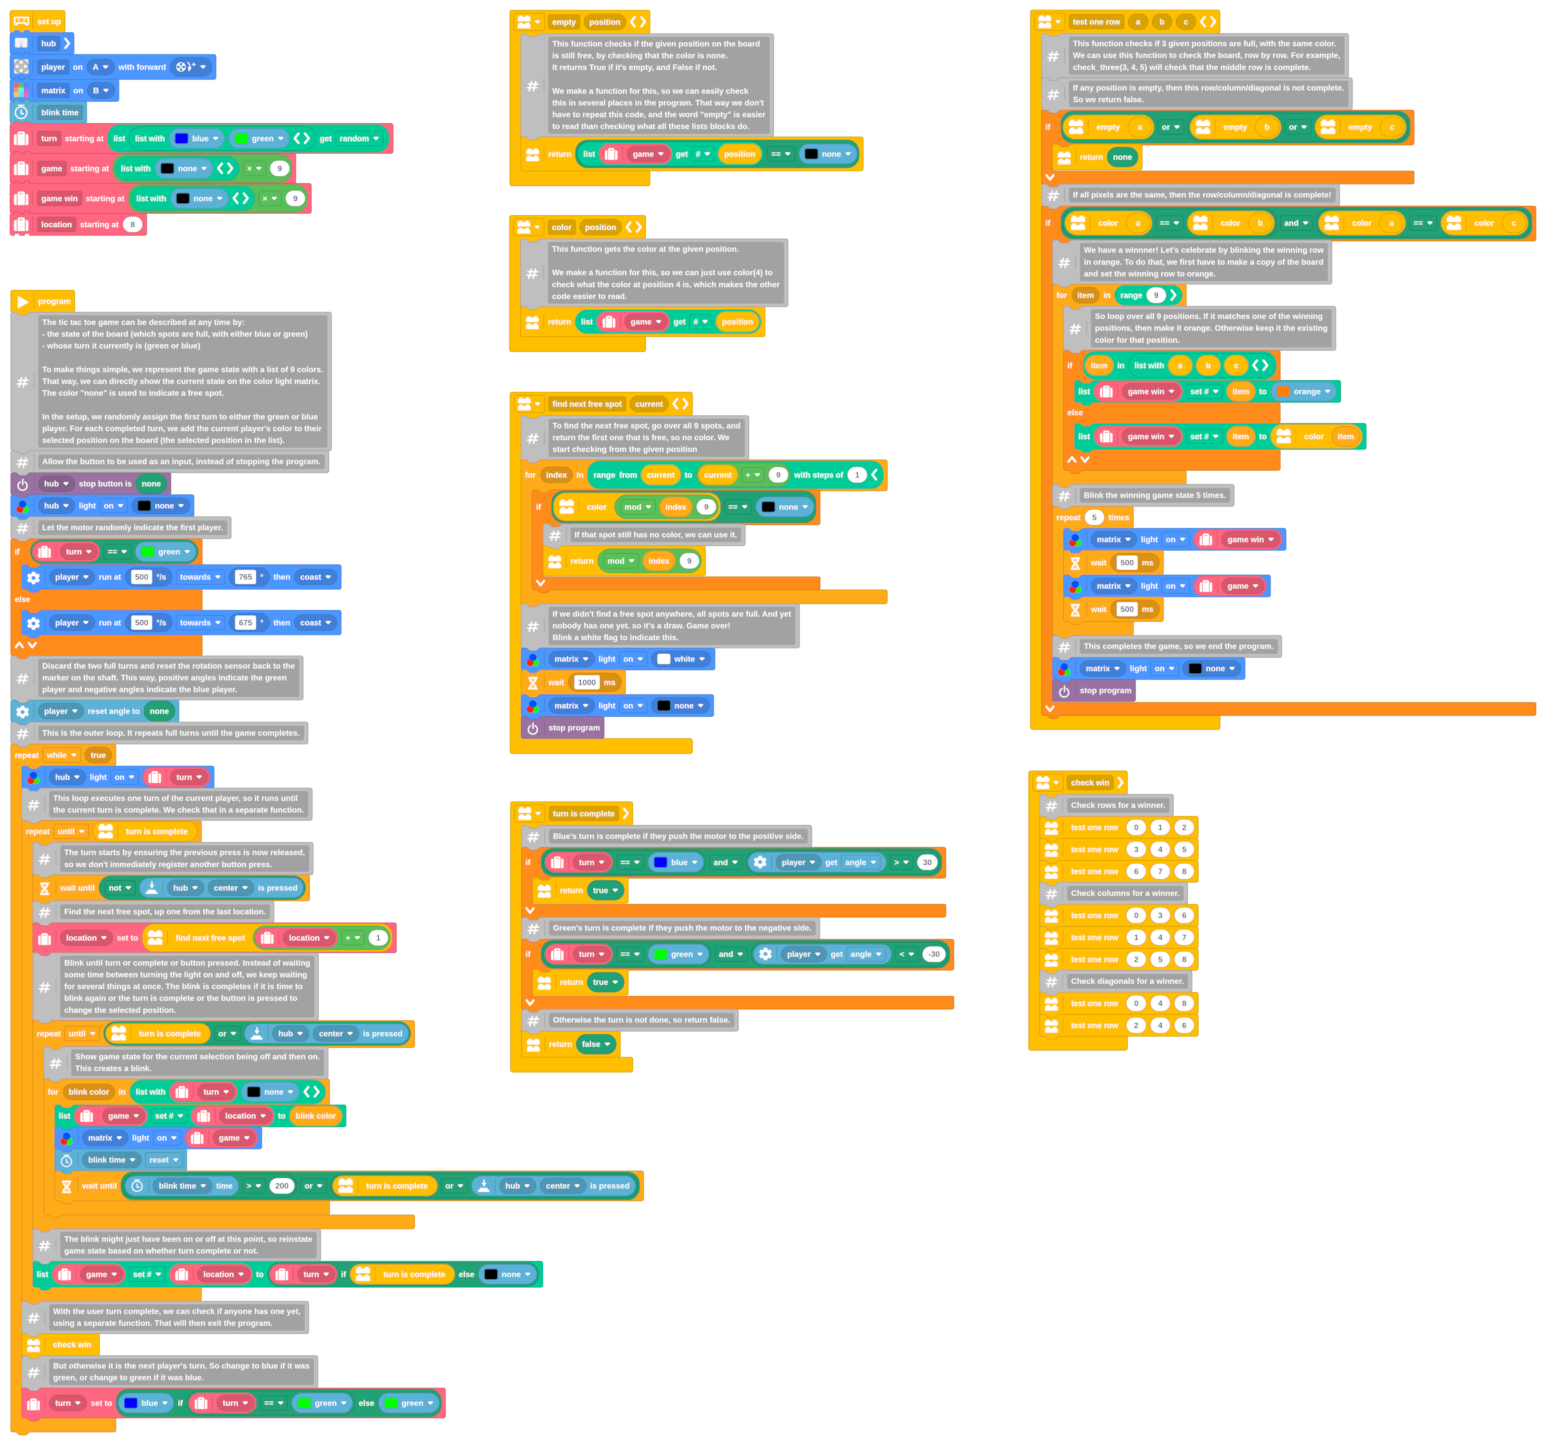 set up
hub
player on A with forward
matrix on B
blink time
turn starting at list list with blue green get random
game starting at list with none × 9
game win starting at list with none × 9
location starting at 8
program
The tic tac toe game can be described at any time by:
- the state of the board (which spots are full, with either blue or green)
- whose turn it currently is (green or blue)
To make things simple, we represent the game state with a list of 9 colors.
That way, we can directly show the current state on the color light matrix.
The color "none" is used to indicate a free spot.
In the setup, we randomly assign the first turn to either the green or blue
player. For each completed turn, we add the current player's color to their
selected position on the board (the selected position in the list).
# Allow the button to be used as an input, instead of stopping the program.
hub stop button is none
hub light on none
# Let the motor randomly indicate the first player.
if turn == green
player run at 500 °/s towards 765 ° then coast
else
player run at 500 °/s towards 675 ° then coast
Discard the two full turns and reset the rotation sensor back to the
# marker on the shaft. This way, positive angles indicate the green
player and negative angles indicate the blue player.
player reset angle to none
# This is the outer loop. It repeats full turns until the game completes.
repeat while true
hub light on turn
# This loop executes one turn of the current player, so it runs until
the current turn is complete. We check that in a separate function.
repeat until turn is complete
# The turn starts by ensuring the previous press is now released,
so we don't immediately register another button press.
wait until not hub center is pressed
# Find the next free spot, up one from the last location.
location set to find next free spot location + 1
Blink until turn or complete or button pressed. Instead of waiting
some time between turning the light on and off, we keep waiting
# for several things at once. The blink is completes if it is time to
blink again or the turn is complete or the button is pressed to
change the selected position.
repeat until turn is complete or hub center is pressed
# Show game state for the current selection being off and then on.
This creates a blink.
for blink color in list with turn none
list game set # location to blink color
matrix light on game
blink time reset
wait until blink time time > 200 or turn is complete or hub center is pressed
# The blink might just have been on or off at this point, so reinstate
game state based on whether turn complete or not.
list game set # location to turn if turn is complete else none
# With the user turn complete, we can check if anyone has one yet,
using a separate function. That will then exit the program.
check win
# But otherwise it is the next player's turn. So change to blue if it was
green, or change to green if it was blue.
turn set to blue if turn == green else green
empty position
This function checks if the given position on the board
is still free, by checking that the color is none.
It returns True if it's empty, and False if not.
#
We make a function for this, so we can easily check
this in several places in the program. That way we don't
have to repeat this code, and the word "empty" is easier
to read than checking what all these lists blocks do.
return list game get # position == none
color position
This function gets the color at the given position.
#
We make a function for this, so we can just use color(4) to
check what the color at position 4 is, which makes the other
code easier to read.
return list game get # position
find next free spot current
To find the next free spot, go over all 9 spots, and
# return the first one that is free, so no color. We
start checking from the given position
for index in range from current to current + 9 with steps of 1
if color mod index 9 == none
# If that spot still has no color, we can use it.
return mod index 9
If we didn't find a free spot anywhere, all spots are full. And yet
# nobody has one yet. so it's a draw. Game over!
Blink a white flag to indicate this.
matrix light on white
wait 1000 ms
matrix light on none
stop program
turn is complete
# Blue's turn is complete if they push the motor to the positive side.
if turn == blue and player get angle > 30
return true
# Green's turn is complete if they push the motor to the negative side.
if turn == green and player get angle < -30
return true
# Otherwise the turn is not done, so return false.
return false
test one row a b c
This function checks if 3 given positions are full, with the same color.
# We can use this function to check the board, row by row. For example,
check_three(3, 4, 5) will check that the middle row is complete.
# If any position is empty, then this row/column/diagonal is not complete.
So we return false.
if empty a or empty b or empty c
return none
# If all pixels are the same, then the row/column/diagonal is complete!
if color a == color b and color a == color c
We have a winnner! Let's celebrate by blinking the winning row
# in orange. To do that, we first have to make a copy of the board
and set the winning row to orange.
for item in range 9
So loop over all 9 positions. If it matches one of the winning
# positions, then make it orange. Otherwise keep it the existing
color for that position.
if item in list with a b c
list game win set # item to orange
else
list game win set # item to color item
# Blink the winning game state 5 times.
repeat 5 times
matrix light on game win
wait 500 ms
matrix light on game
wait 500 ms
# This completes the game, so we end the program.
matrix light on none
stop program
check win
# Check rows for a winner.
test one row 0 1 2
test one row 3 4 5
test one row 6 7 8
# Check columns for a winner.
test one row 0 3 6
test one row 1 4 7
test one row 2 5 8
# Check diagonals for a winner.
test one row 0 4 8
test one row 2 4 6